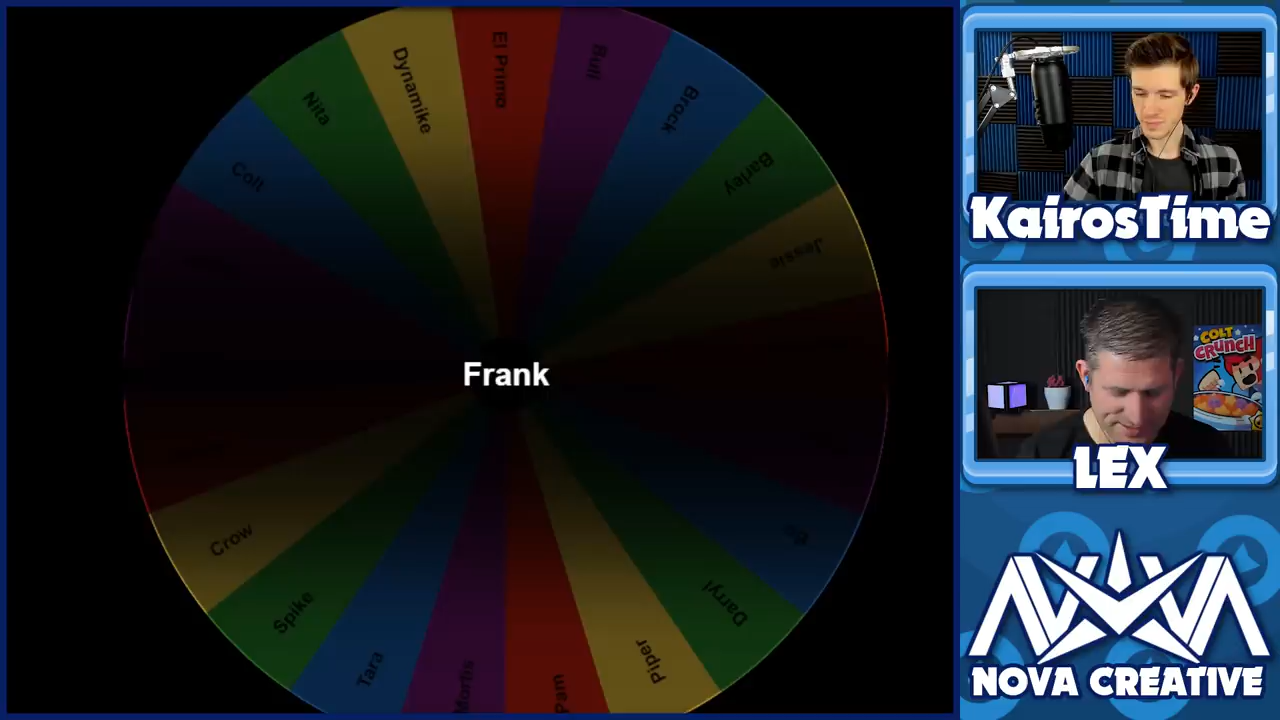 El Primo
Bull
Brock
Barley
Jessie
Bo
Darryl
Piper
Pam
Mortis
Tara
Spike
Crow
Colt
Nita
Dynamike
Frank
KairosTime
COLT
CRUNCH
LEX
NOVA CREATIVE